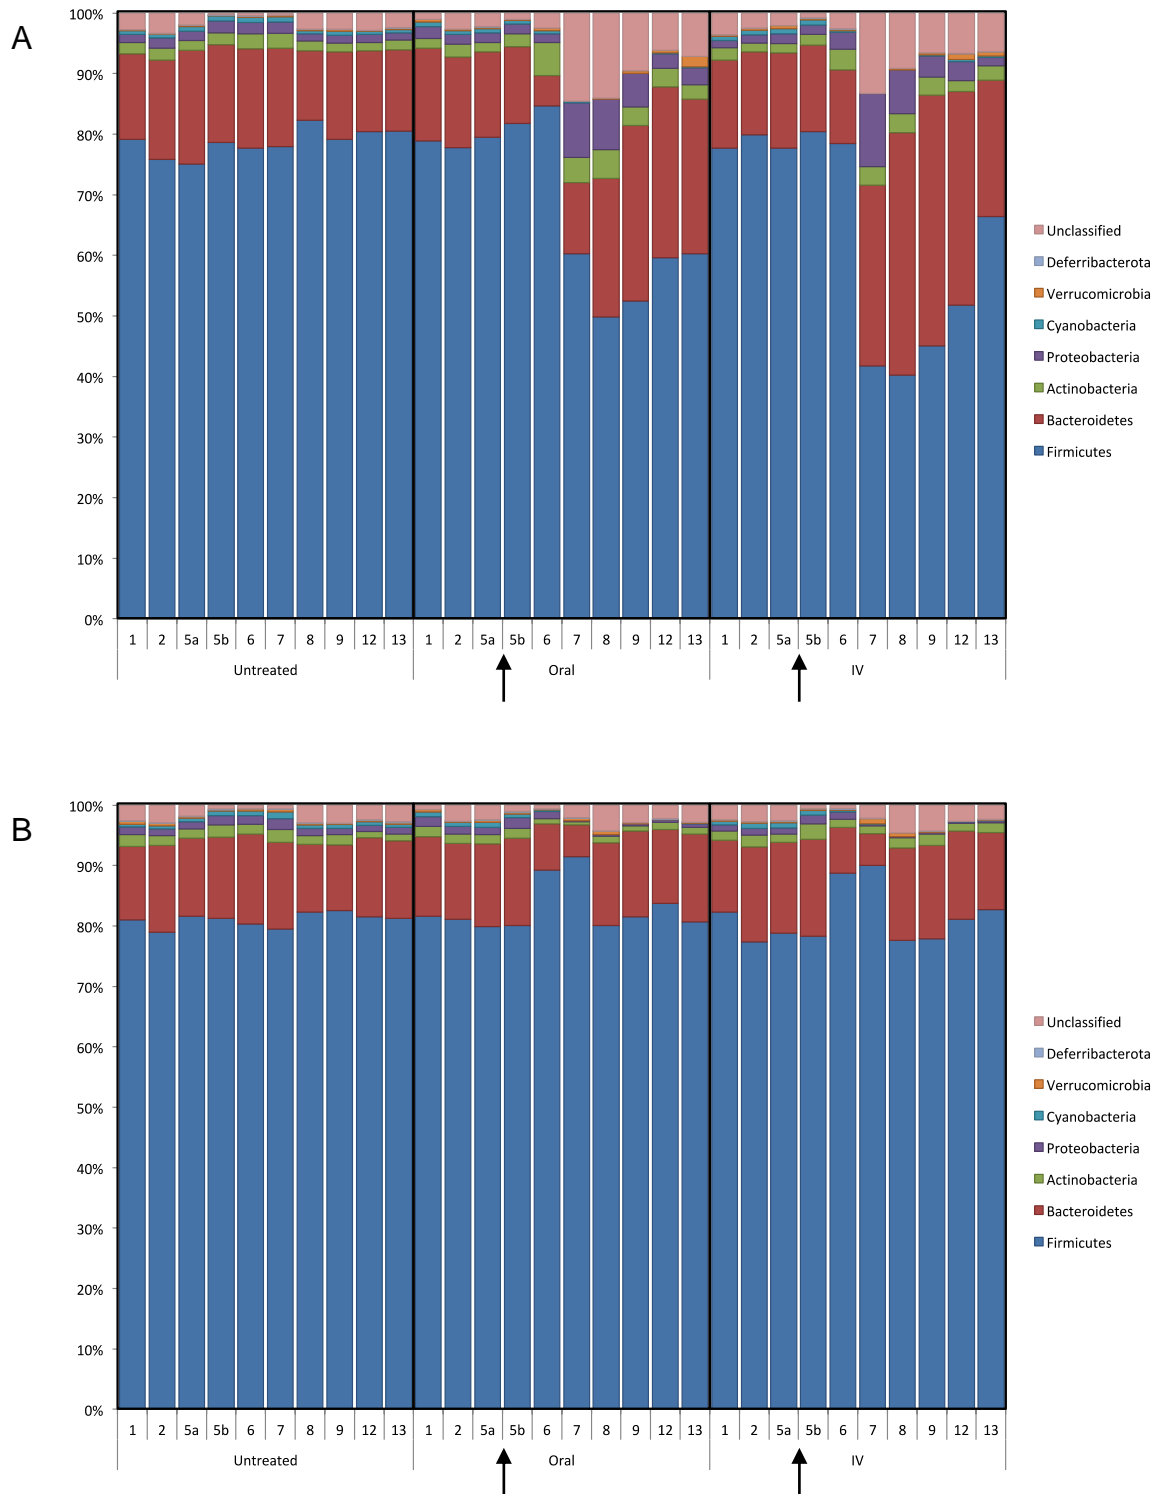 A
100%
90%
80%
70%
60%
50%
40%
30%
20%
10%
0%
Unclassified
Deferribacterota
Verrucomicrobia
Cyanobacteria
Proteobacteria
Actinobacteria
Bacteroidetes
Firmicutes
1 2 5a 5b 6 7 8 9 12 13 1 2 5a 5b 6 7 8 9 12 13 1 2 5a 5b 6 7 8 9 12 13
Untreated Oral IV
B
100%
90%
80%
70%
60%
50%
40%
30%
20%
10%
0%
Unclassified
Deferribacterota
Verrucomicrobia
Cyanobacteria
Proteobacteria
Actinobacteria
Bacteroidetes
Firmicutes
1 2 5a 5b 6 7 8 9 12 13 1 2 5a 5b 6 7 8 9 12 13 1 2 5a 5b 6 7 8 9 12 13
Untreated Oral IV